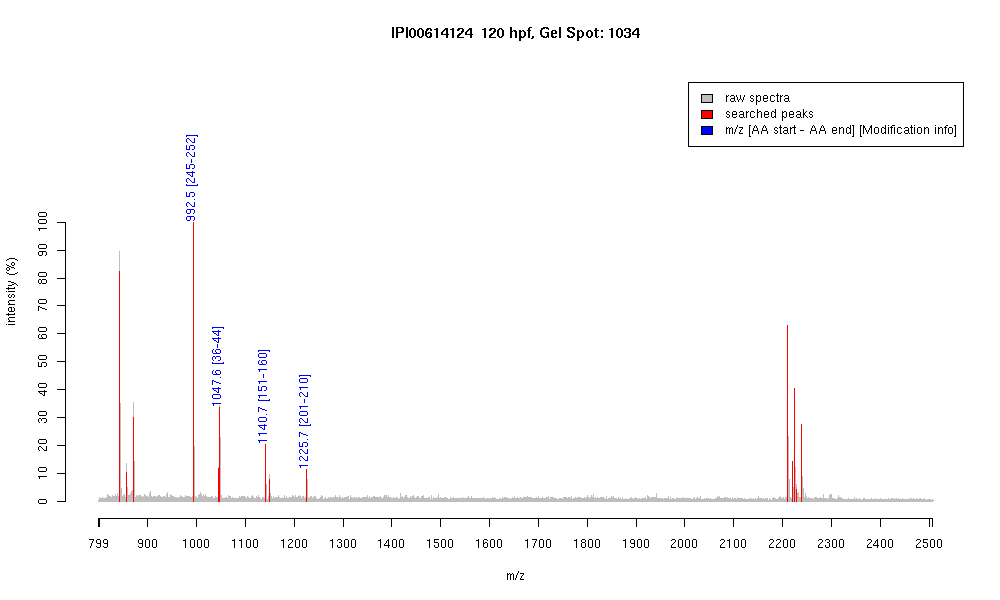 IPI00614124 120 hpf, Gel Spot: 1034
raw spectra
searched peaks
m/z [AA start - AA end] [Modification info]
992.5 [245-252]
1047.6 [36-44]
1140.7 [151-160]
1225.7 [201-210]
intensity (%)
100
90
80
70
60
50
40
30
20
10
0
799 900 1000 1100 1200 1300 1400 1500 1600 1700 1800 1900 2000 2100 2200 2300 2400 2500
m/z